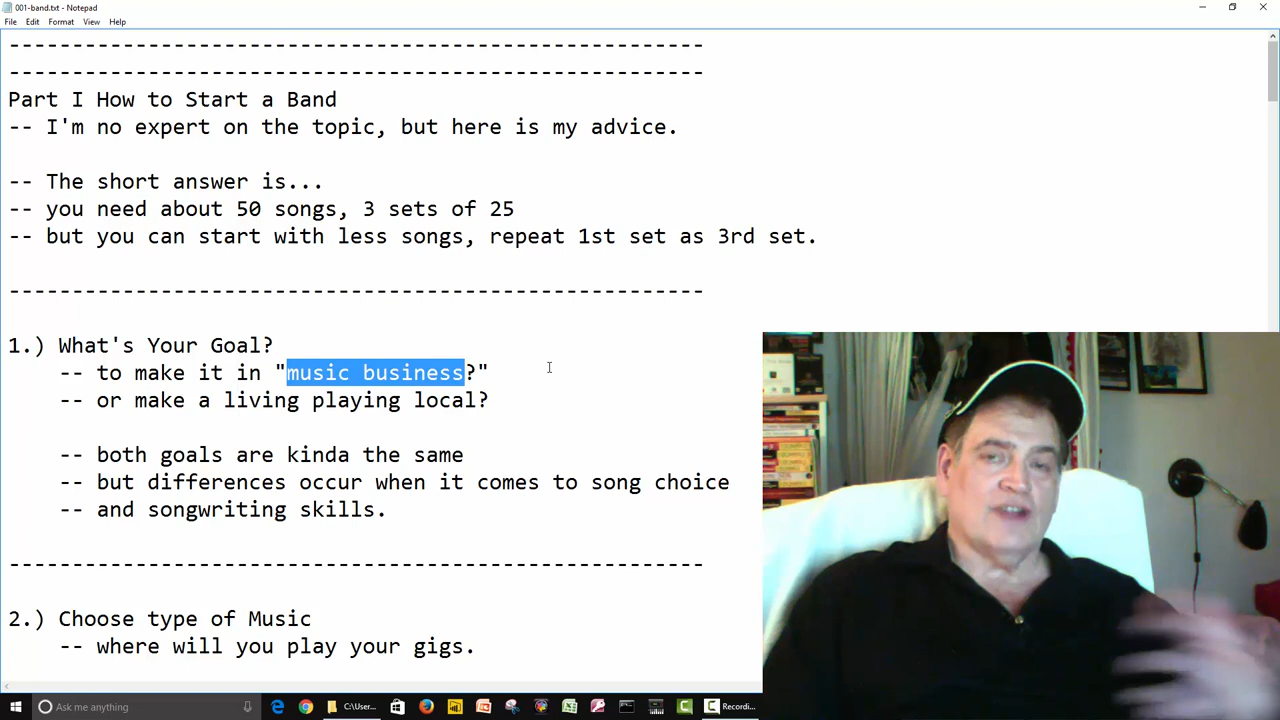 001-band.txt - Notepad
File Edit Format View Help
-------------------------------------------------------
-------------------------------------------------------
Part I How to Start a Band
-- I'm no expert on the topic, but here is my advice.
-- The short answer is...
-- you need about 50 songs, 3 sets of 25
-- but you can start with less songs, repeat 1st set as 3rd set.
-------------------------------------------------------
1.) What's Your Goal?
-- to make it in "music business?"
-- or make a living playing local?
-- both goals are kinda the same
-- but differences occur when it comes to song choice
-- and songwriting skills.
-------------------------------------------------------
2.) Choose type of Music
-- where will you play your gigs.
Ask me anything
C:\User...
Recordi...